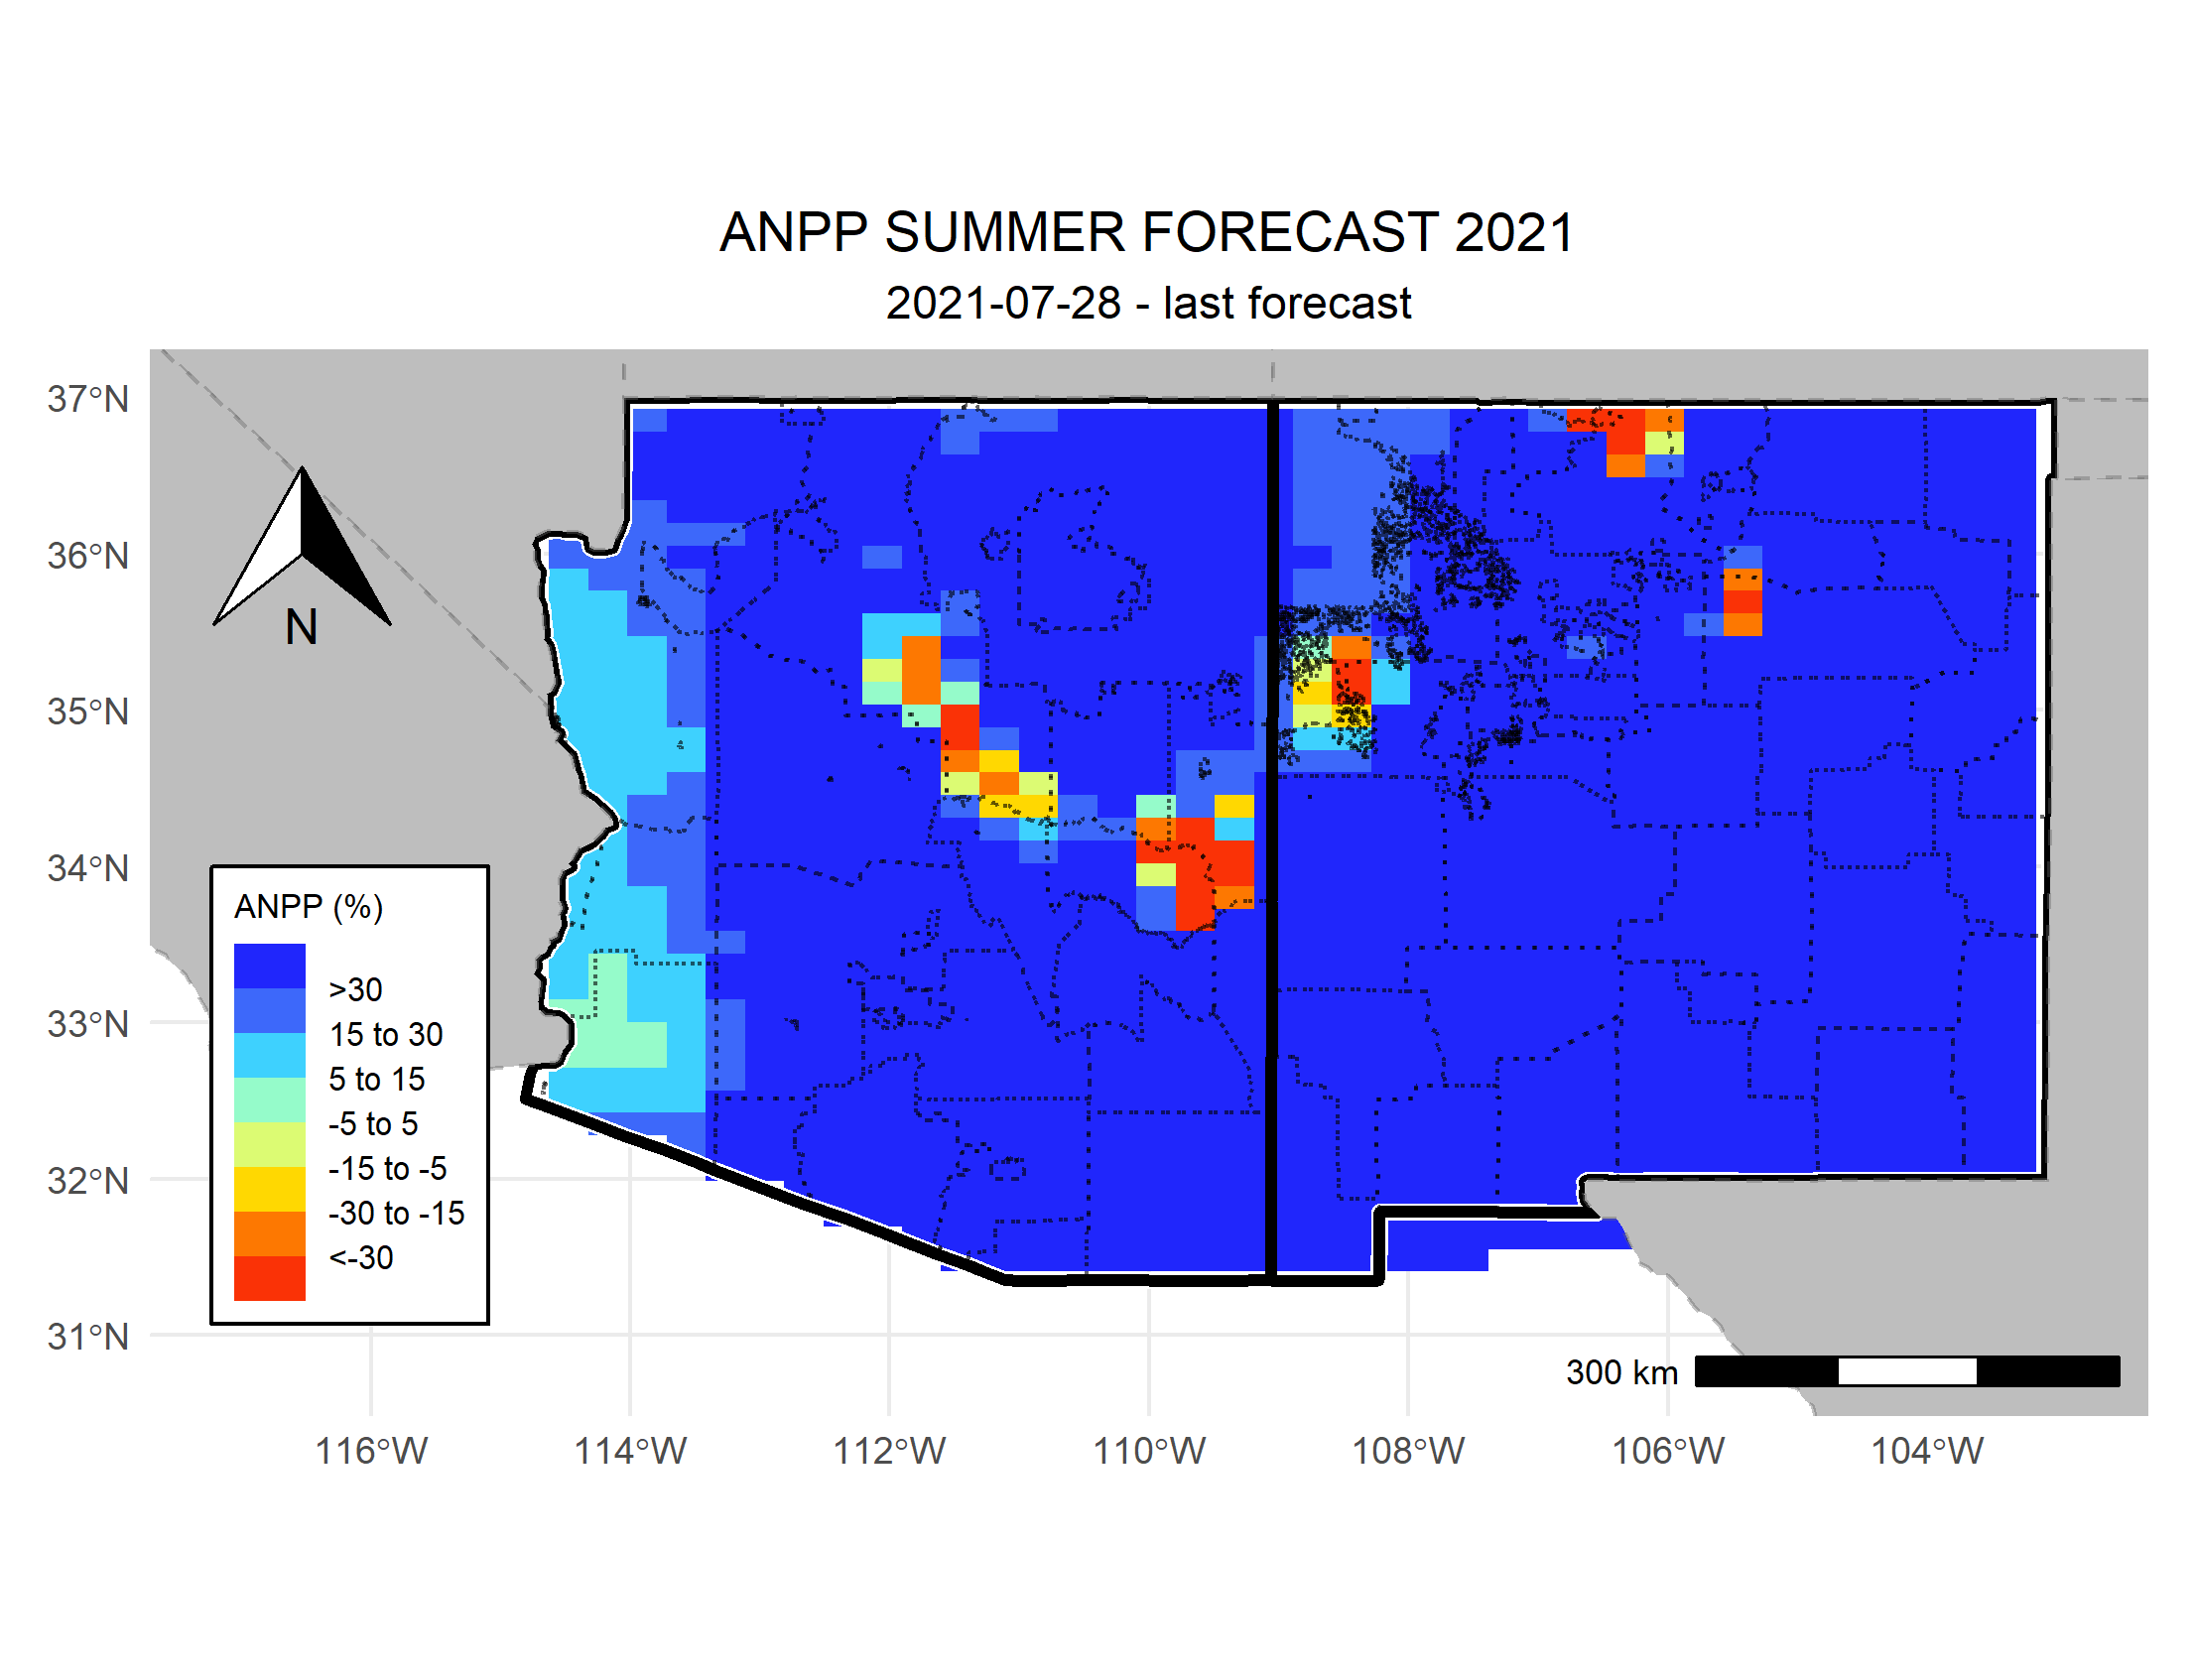 ANPP SUMMER FORECAST 2021
2021-07-28 - last forecast
37°N
36°N
35°N
34°N
33°N
32°N
31°N
N
ANPP (%)
>30
15 to 30
5 to 15
-5 to 5
-15 to -5
-30 to -15
<-30
300 km
116°W
114°W
112°W
110°W
108°W
106°W
104°W